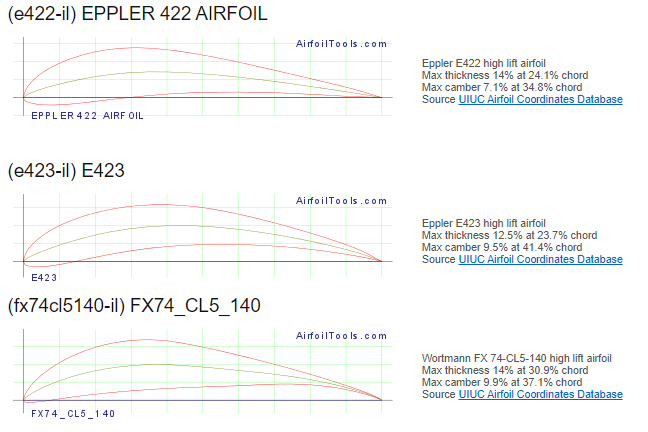 (e422-il) EPPLER 422 AIRFOIL
AirfoilTools.com
EPPLER 422 AIRFOIL
Eppler E422 high lift airfoil
Max thickness 14% at 24.1% chord
Max camber 7.1% at 34.8% chord
Source UIUC Airfoil Coordinates Database
(e423-il) E423
AirfoilTools.com
E423
Eppler E423 high lift airfoil
Max thickness 12.5% at 23.7% chord
Max camber 9.5% at 41.4% chord
Source UIUC Airfoil Coordinates Database
(fx74cl5140-il) FX74_CL5_140
AirfoilTools.com
FX74_CL5_140
Wortmann FX 74-CL5-140 high lift airfoil
Max thickness 14% at 30.9% chord
Max camber 9.9% at 37.1% chord
Source UIUC Airfoil Coordinates Database